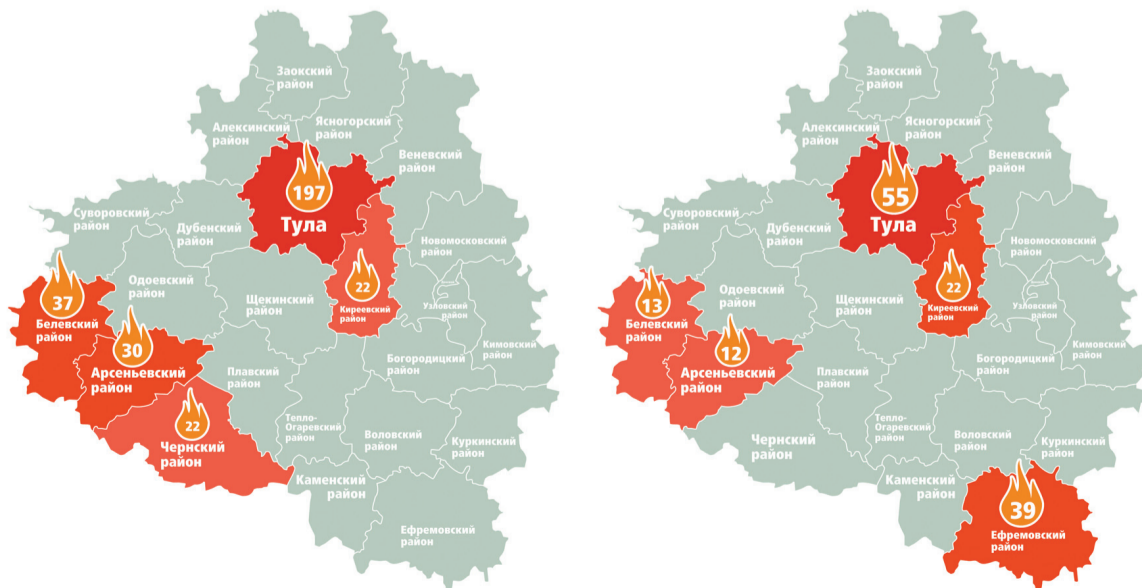 Заокский
район
Ясногорский
район
Алексинский
район
Веневский
район
197
Тула
Суворовский
район
Дубенский
район
Новомосковский
район
22
Киреевский
район
Одоевский
район
Щекинский
район
Узловский
район
37
Белевский
район
30
Арсеньевский
район
Кимовский
район
Богородицкий
район
Плавский
район
22
Чернский
район
Тепло-
Огаревский
район
Воловский
район
Куркинский
район
Каменский
район
Ефремовский
район
Заокский
район
Ясногорский
район
Алексинский
район
Веневский
район
55
Тула
Суворовский
район
Дубенский
район
Новомосковский
район
22
Киреевский
район
Одоевский
район
Щекинский
район
Узловский
район
13
Белевский
район
12
Арсеньевский
район
Кимовский
район
Богородицкий
район
Плавский
район
Чернский
район
Тепло-
Огаревский
район
Воловский
район
Куркинский
район
Каменский
район
39
Ефремовский
район